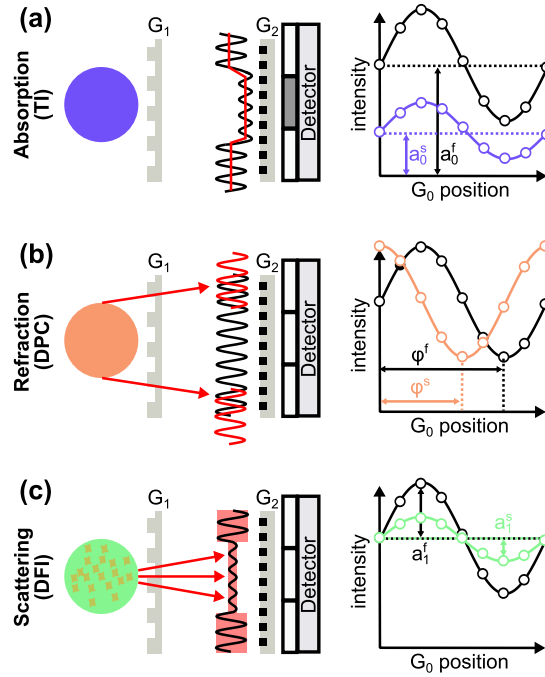 (a)
Absorption
(TI)
G₁
G₂
Detector
intensity
a₀ˢ
a₀ᶠ
G₀ position
(b)
Refraction
(DPC)
G₁
G₂
Detector
intensity
φᶠ
φˢ
G₀ position
(c)
Scattering
(DFI)
G₁
G₂
Detector
intensity
a₁ᶠ
a₁ˢ
G₀ position